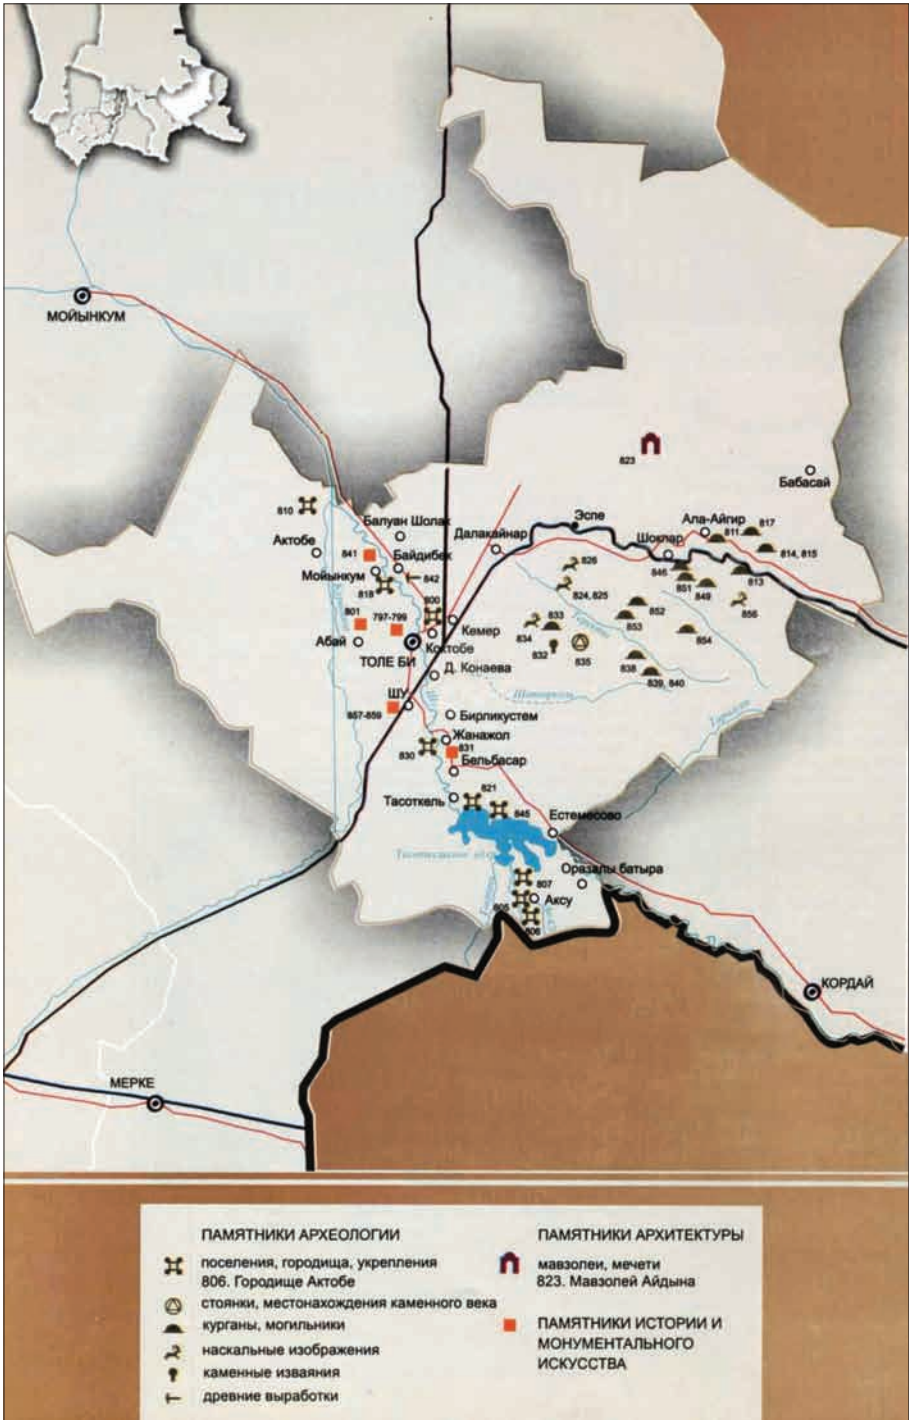 МОЙЫНКУМ
823
Бабасай
810
Балуан Шолак
Эспе
Ала-Айгир
817
811
Актобе
841
Далакайнар
Шокпар
814, 815
Байдибек
826
846
813
Мойынкум
842
824, 825
851
849
818
800
852
856
801
797-799
833
853
Кемер
834
854
Абай
Коктобе
832
835
ТОЛЕ БИ
838
Д. Конаева
839, 840
ШУ
857-859
Бирликустем
Жанажол
830
831
Бельбасар
821
Тасоткель
845
Естемесово
Оразалы батыра
807
805
Аксу
806
КОРДАЙ
МЕРКЕ
ПАМЯТНИКИ АРХЕОЛОГИИ
поселения, городища, укрепления
806. Городище Актобе
стоянки, местонахождения каменного века
курганы, могильники
наскальные изображения
каменные изваяния
древние выработки
ПАМЯТНИКИ АРХИТЕКТУРЫ
мавзолеи, мечети
823. Мавзолей Айдына
ПАМЯТНИКИ ИСТОРИИ И
МОНУМЕНТАЛЬНОГО
ИСКУССТВА